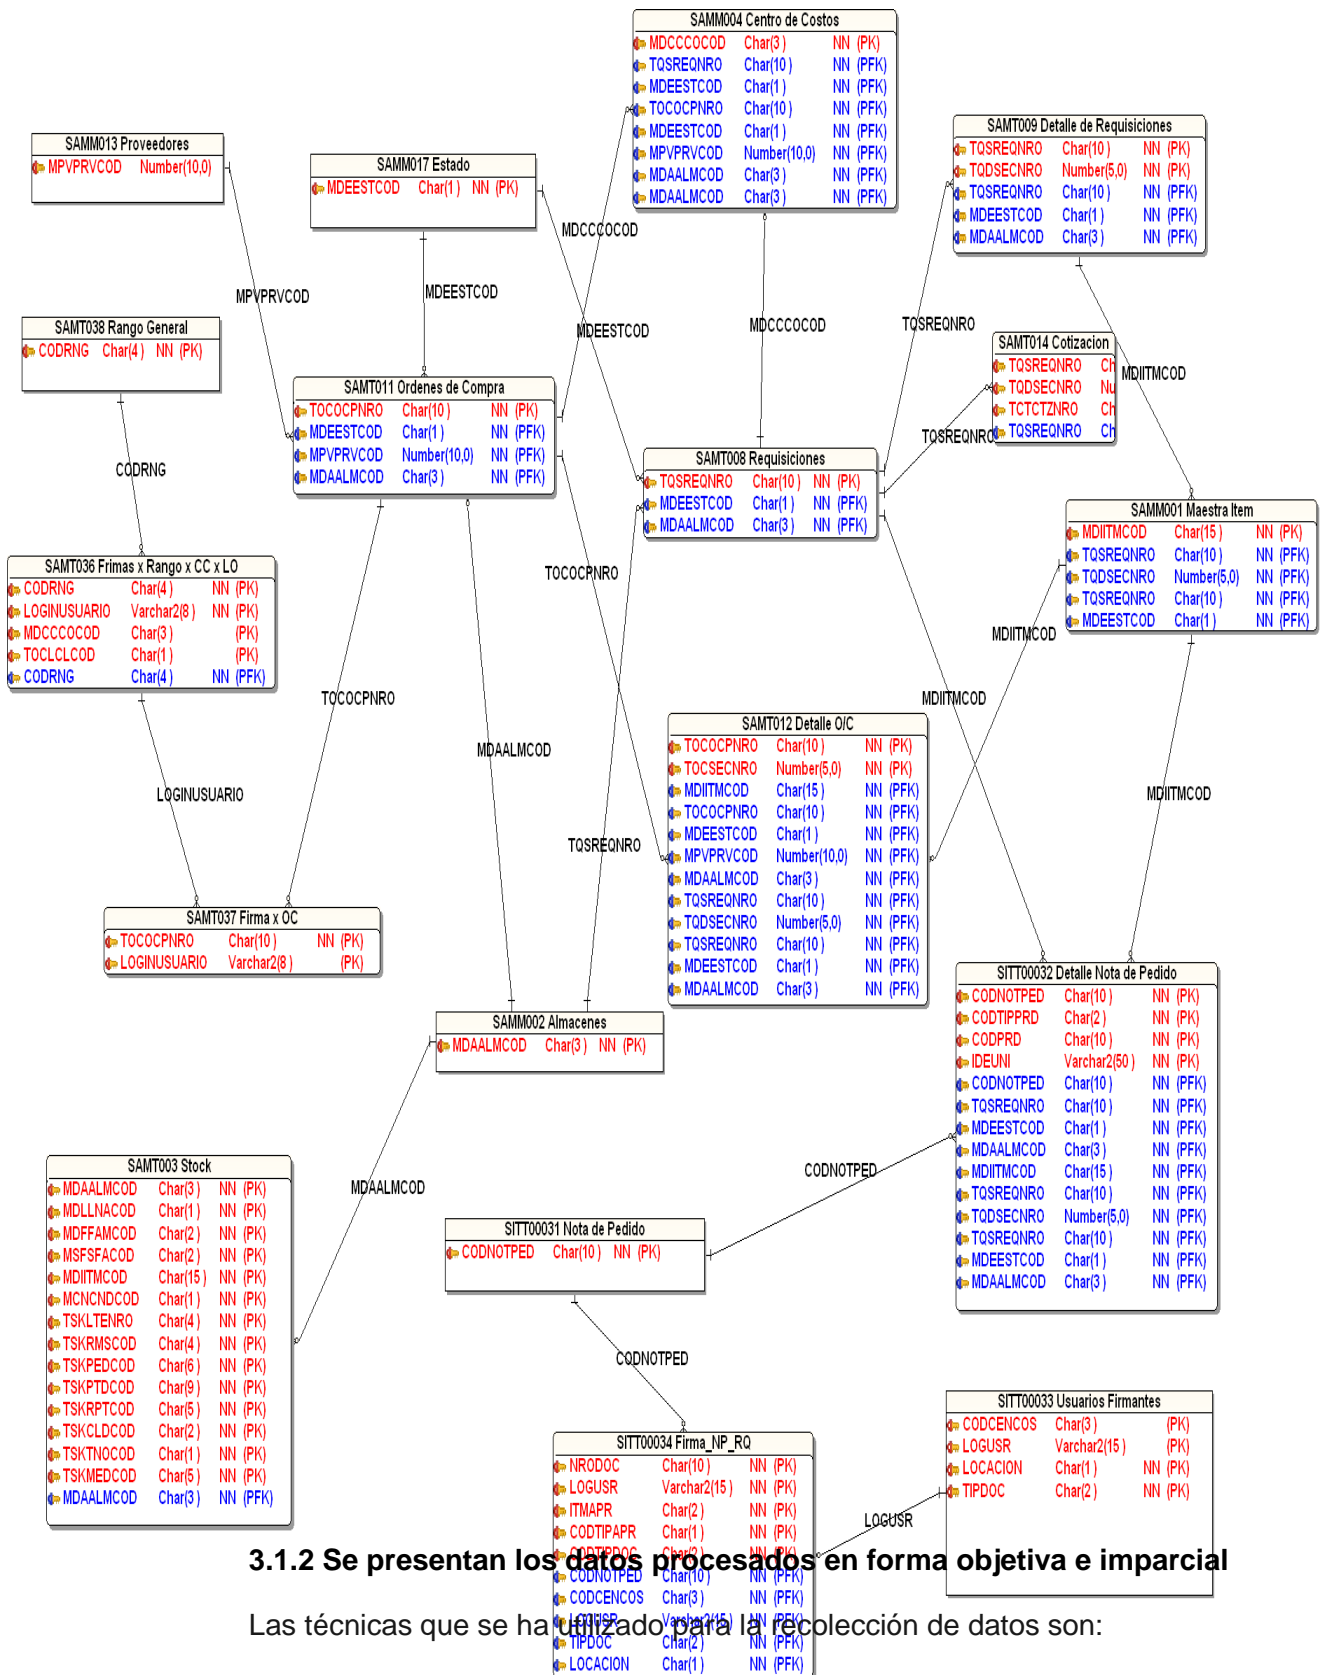 SAMM004 Centro de Costos
MDCCCOCOD Char(3 ) NN (PK)
TQSREQNRO Char(10 ) NN (PFK)
MDEESTCOD Char(1 ) NN (PFK)
TOCOCPNRO Char(10 ) NN (PFK)
MDEESTCOD Char(1 ) NN (PFK)
MPVPRVCOD Number(10,0) NN (PFK)
MDAALMCOD Char(3 ) NN (PFK)
MDAALMCOD Char(3 ) NN (PFK)
SAMM013 Proveedores
MPVPRVCOD Number(10,0)
SAMM017 Estado
MDEESTCOD Char(1 ) NN (PK)
SAMT009 Detalle de Requisiciones
TQSREQNRO Char(10 ) NN (PK)
TQDSECNRO Number(5,0) NN (PK)
TQSREQNRO Char(10 ) NN (PFK)
MDEESTCOD Char(1 ) NN (PFK)
MDAALMCOD Char(3 ) NN (PFK)
MDCCCOCOD
MPVPRVCOD
MDEESTCOD
MDEESTCOD
MDCCCOCOD
TQSREQNRO
MDIITMCOD
SAMT038 Rango General
CODRNG Char(4 ) NN (PK)
SAMT014 Cotizacion
TQSREQNRO Ch
TQDSECNRO Nu
TCTCTZNRO Ch
TQSREQNRO Ch
SAMT011 Ordenes de Compra
TOCOCPNRO Char(10 ) NN (PK)
MDEESTCOD Char(1 ) NN (PFK)
MPVPRVCOD Number(10,0) NN (PFK)
MDAALMCOD Char(3 ) NN (PFK)
TQSREQNRO
CODRNG
SAMT008 Requisiciones
TQSREQNRO Char(10 ) NN (PK)
MDEESTCOD Char(1 ) NN (PFK)
MDAALMCOD Char(3 ) NN (PFK)
SAMM001 Maestra Item
MDIITMCOD Char(15 ) NN (PK)
TQSREQNRO Char(10 ) NN (PFK)
TQDSECNRO Number(5,0) NN (PFK)
TQSREQNRO Char(10 ) NN (PFK)
MDEESTCOD Char(1 ) NN (PFK)
SAMT036 Frimas x Rango x CC x LO
CODRNG Char(4 ) NN (PK)
LOGINUSUARIO Varchar2(8 ) NN (PK)
MDCCCOCOD Char(3 ) (PK)
TOCLCLCOD Char(1 ) (PK)
CODRNG Char(4 ) NN (PFK)
TOCOCPNRO
MDIITMCOD
TOCOCPNRO
MDIITMCOD
MDAALMCOD
LOGINUSUARIO
MDIITMCOD
TQSREQNRO
SAMT012 Detalle O/C
TOCOCPNRO Char(10 ) NN (PK)
TOCSECNRO Number(5,0) NN (PK)
MDIITMCOD Char(15 ) NN (PFK)
TOCOCPNRO Char(10 ) NN (PFK)
MDEESTCOD Char(1 ) NN (PFK)
MPVPRVCOD Number(10,0) NN (PFK)
MDAALMCOD Char(3 ) NN (PFK)
TQSREQNRO Char(10 ) NN (PFK)
TQDSECNRO Number(5,0) NN (PFK)
TQSREQNRO Char(10 ) NN (PFK)
MDEESTCOD Char(1 ) NN (PFK)
MDAALMCOD Char(3 ) NN (PFK)
SAMT037 Firma x OC
TOCOCPNRO Char(10 ) NN (PK)
LOGINUSUARIO Varchar2(8 ) (PK)
SAMM002 Almacenes
MDAALMCOD Char(3 ) NN (PK)
SITT00032 Detalle Nota de Pedido
CODNOTPED Char(10 ) NN (PK)
CODTIPPRD Char(2 ) NN (PK)
CODPRD Char(10 ) NN (PK)
IDEUNI Varchar2(50 ) NN (PK)
CODNOTPED Char(10 ) NN (PFK)
TQSREQNRO Char(10 ) NN (PFK)
MDEESTCOD Char(1 ) NN (PFK)
MDAALMCOD Char(3 ) NN (PFK)
MDIITMCOD Char(15 ) NN (PFK)
TQSREQNRO Char(10 ) NN (PFK)
TQDSECNRO Number(5,0) NN (PFK)
TQSREQNRO Char(10 ) NN (PFK)
MDEESTCOD Char(1 ) NN (PFK)
MDAALMCOD Char(3 ) NN (PFK)
SAMT003 Stock
MDAALMCOD Char(3 ) NN (PK)
MDLLNACOD Char(1 ) NN (PK)
MDFFAMCOD Char(2 ) NN (PK)
MSFSFACOD Char(2 ) NN (PK)
MDIITMCOD Char(15 ) NN (PK)
MCNCNDCOD Char(1 ) NN (PK)
TSKLTENRO Char(4 ) NN (PK)
TSKRMSCOD Char(4 ) NN (PK)
TSKPEDCOD Char(6 ) NN (PK)
TSKPTDCOD Char(9 ) NN (PK)
TSKRPTCOD Char(5 ) NN (PK)
TSKCLDCOD Char(2 ) NN (PK)
TSKTNOCOD Char(1 ) NN (PK)
TSKMEDCOD Char(5 ) NN (PK)
MDAALMCOD Char(3 ) NN (PFK)
MDAALMCOD
CODNOTPED
SITT00031 Nota de Pedido
CODNOTPED Char(10 ) NN (PK)
CODNOTPED
SITT00033 Usuarios Firmantes
CODCENCOS Char(3 ) (PK)
LOGUSR Varchar2(15 ) (PK)
LOCACION Char(1 ) NN (PK)
TIPDOC Char(2 ) NN (PK)
SITT00034 Firma_NP_RQ
NRODOC Char(10 ) NN (PK)
LOGUSR Varchar2(15 ) NN (PK)
ITMAPR Char(2 ) NN (PK)
CODTIPAPR Char(1 ) NN (PK)
CODTIPDOC Char(2 ) NN (PK)
CODNOTPED Char(10 ) NN (PFK)
CODCENCOS Char(3 ) NN (PFK)
LOGUSR Varchar2(15 ) NN (PFK)
TIPDOC Char(2 ) NN (PFK)
LOCACION Char(1 ) NN (PFK)
LOGUSR
3.1.2 Se presentan los datos procesados en forma objetiva e imparcial
Las técnicas que se ha utilizado para la recolección de datos son: